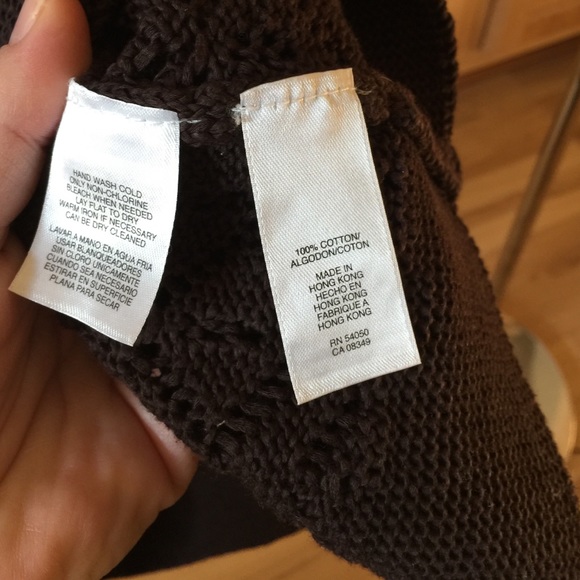 HAND WASH COLD
ONLY NON-CHLORINE
BLEACH WHEN NEEDED
LAY FLAT TO DRY
WARM IRON IF NECESSARY
CAN BE DRY CLEANED
LAVAR A MANO EN AGUA FRIA
USAR BLANQUEADORES
SIN CLORO UNICAMENTE
CUANDO SEA NECESARIO
ESTIRAR EN SUPERFICIE
PLANA PARA SECAR
100% COTTON/
ALGODON/COTON
MADE IN
HONG KONG
HECHO EN
HONG KONG
FABRIQUE A
HONG KONG
RN 54050
CA 08349